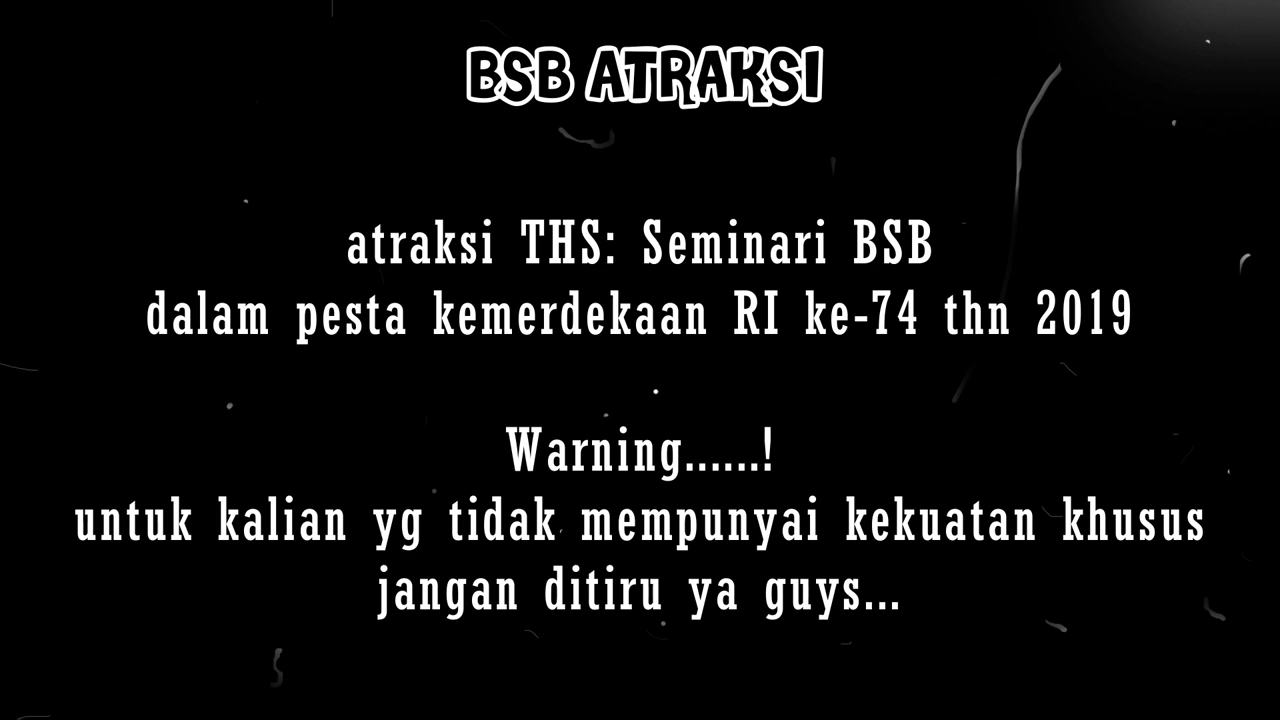 BSB ATRAKSI
atraksi THS: Seminari BSB
dalam pesta kemerdekaan RI ke-74 thn 2019
Warning......!
untuk kalian yg tidak mempunyai kekuatan khusus
jangan ditiru ya guys...